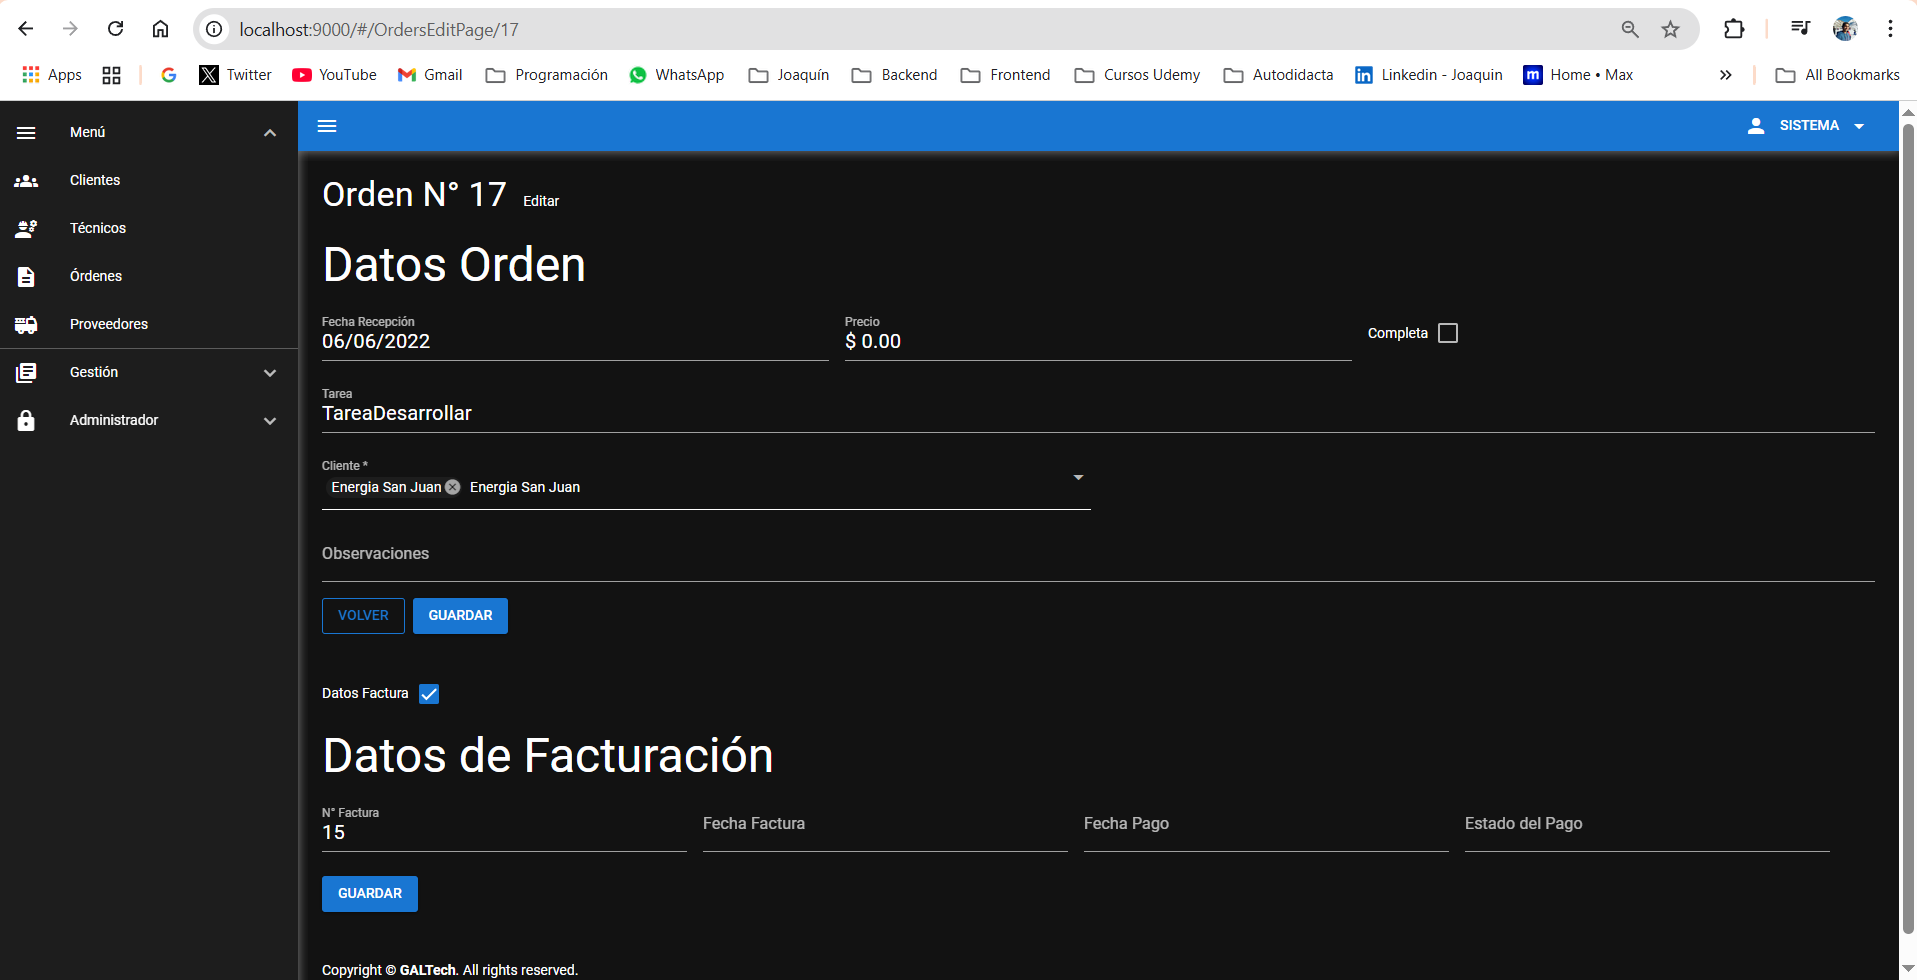 localhost:9000/#/OrdersEditPage/17
Apps Twitter YouTube Gmail Programación WhatsApp Joaquín Backend Frontend Cursos Udemy Autodidacta Linkedin - Joaquin Home • Max » All Bookmarks
Menú
SISTEMA
Clientes
Técnicos
Órdenes
Proveedores
Gestión
Administrador
Orden N° 17 Editar
Datos Orden
Fecha Recepción
06/06/2022
Precio
$ 0.00
Completa
Tarea
TareaDesarrollar
Cliente *
Energia San Juan Energia San Juan
Observaciones
VOLVER GUARDAR
Datos Factura
Datos de Facturación
N° Factura
15
Fecha Factura
Fecha Pago
Estado del Pago
GUARDAR
Copyright © GALTech. All rights reserved.